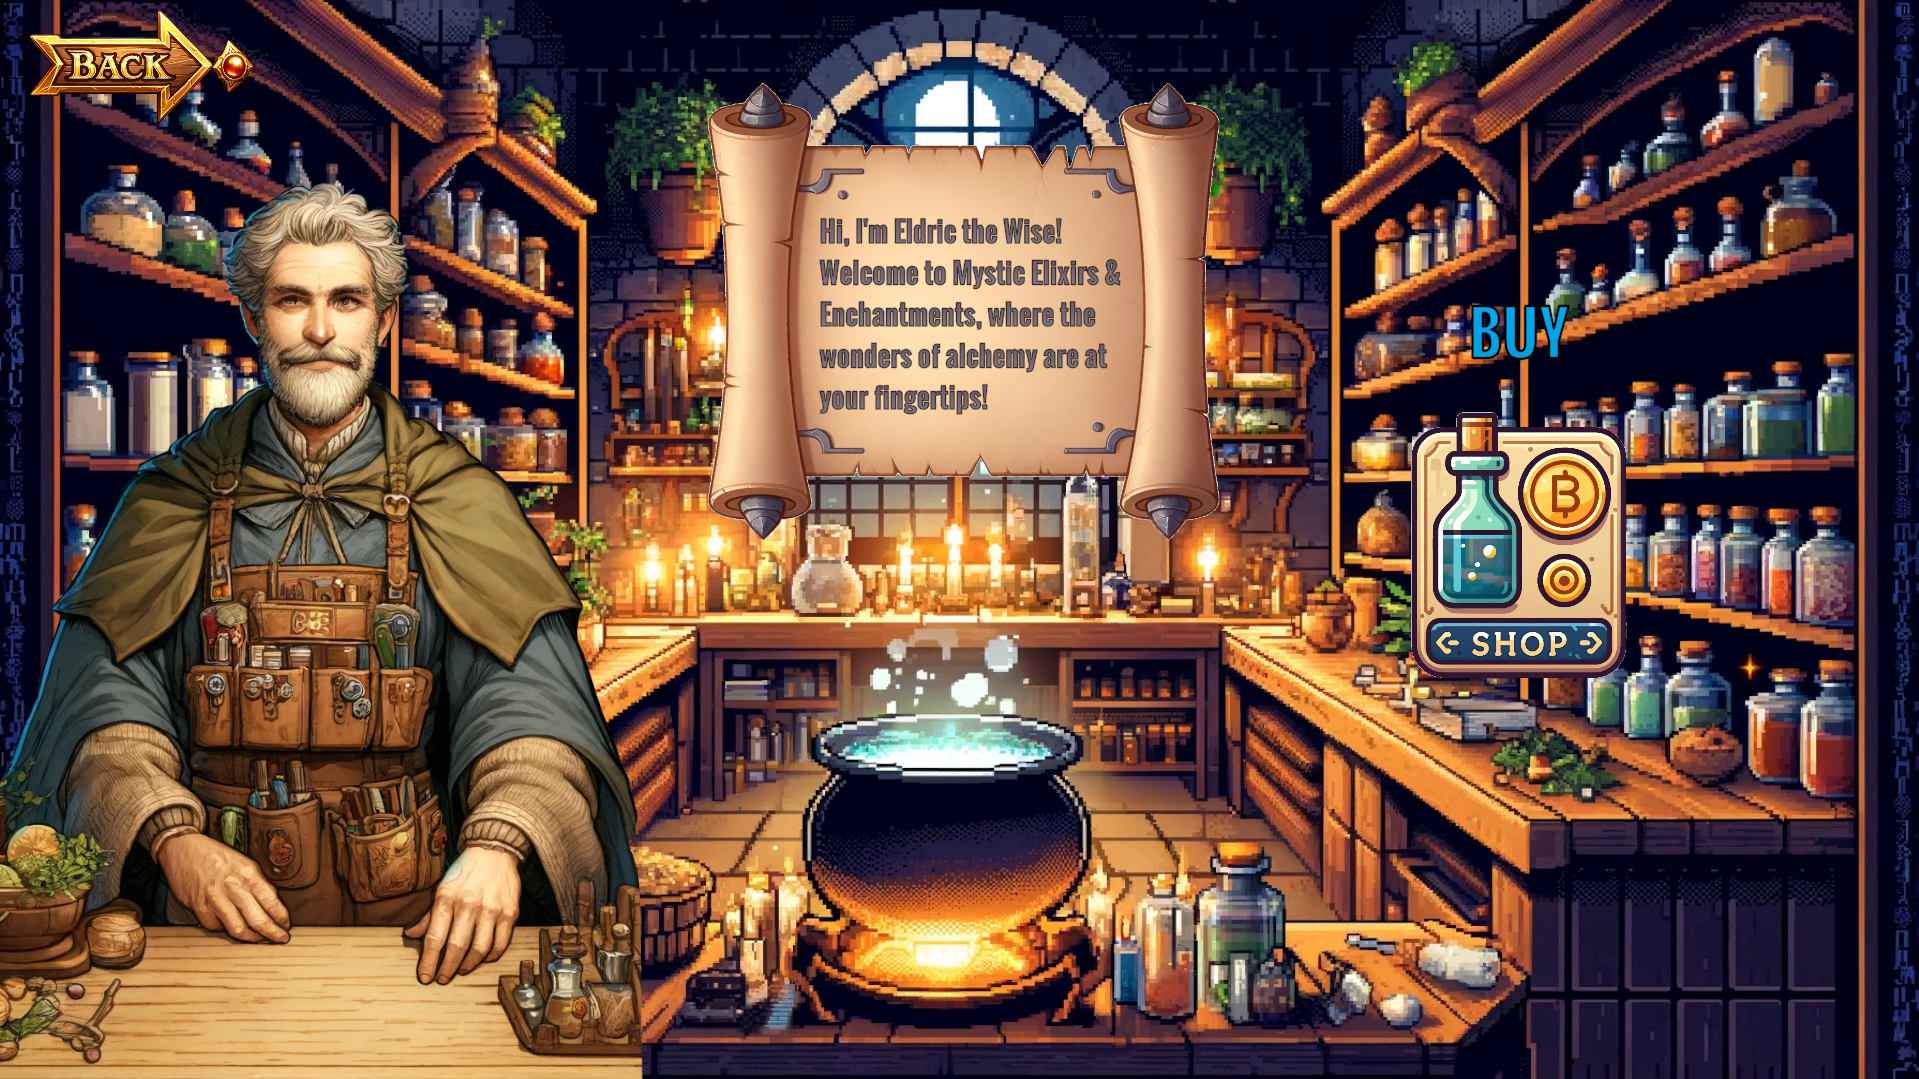 BACK
Hi, I'm Eldric the Wise!
Welcome to Mystic Elixirs &
Enchantments, where the
wonders of alchemy are at
your fingertips!
BUY
SHOP